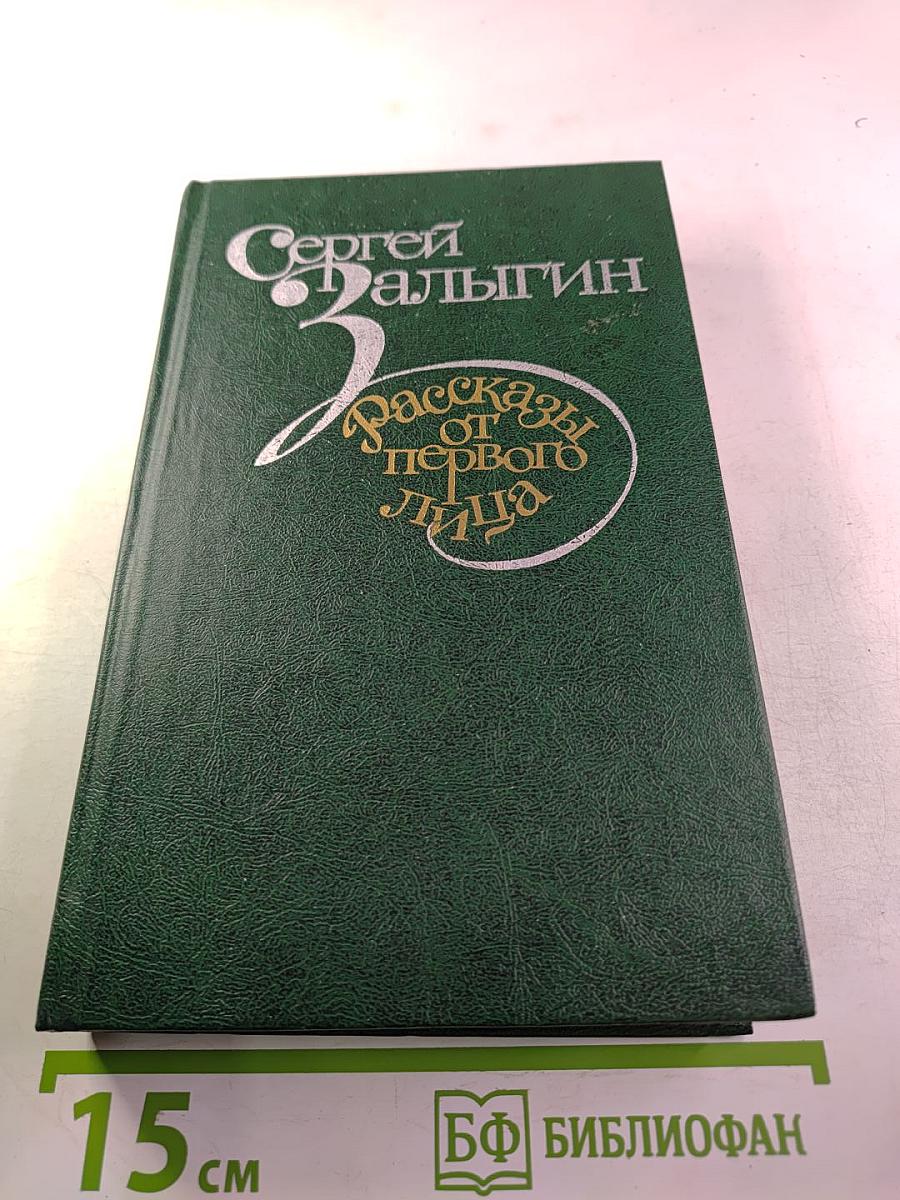 Сергей
Залыгин
Рассказы
от
первого
лица
15 см
БФ БИБЛИОФАН